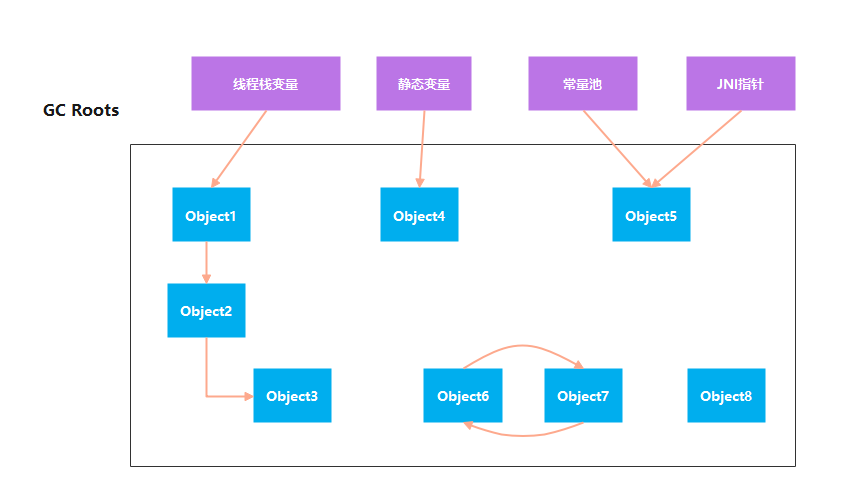 线程栈变量
静态变量
常量池
JNI指针
GC Roots
Object1
Object4
Object5
Object2
Object3
Object6
Object7
Object8